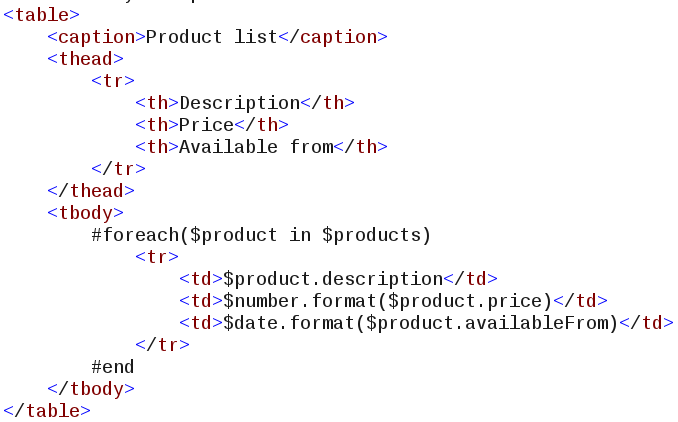 <table>
    <caption>Product list</caption>
    <thead>
        <tr>
            <th>Description</th>
            <th>Price</th>
            <th>Available from</th>
        </tr>
    </thead>
    <tbody>
        #foreach($product in $products)
            <tr>
                <td>$product.description</td>
                <td>$number.format($product.price)</td>
                <td>$date.format($product.availableFrom)</td>
            </tr>
        #end
    </tbody>
</table>